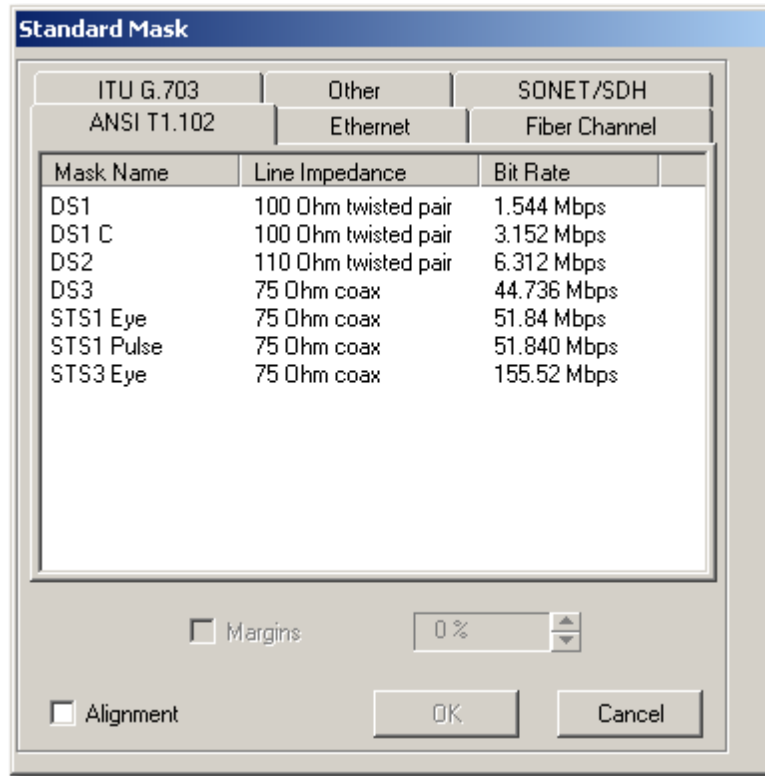 Standard Mask
ITU G.703 Other SONET/SDH
ANSI T1.102 Ethernet Fiber Channel
Mask Name Line Impedance Bit Rate
DS1 100 Ohm twisted pair 1.544 Mbps
DS1 C 100 Ohm twisted pair 3.152 Mbps
DS2 110 Ohm twisted pair 6.312 Mbps
DS3 75 Ohm coax 44.736 Mbps
STS1 Eye 75 Ohm coax 51.84 Mbps
STS1 Pulse 75 Ohm coax 51.840 Mbps
STS3 Eye 75 Ohm coax 155.52 Mbps
Margins 0 %
Alignment OK Cancel